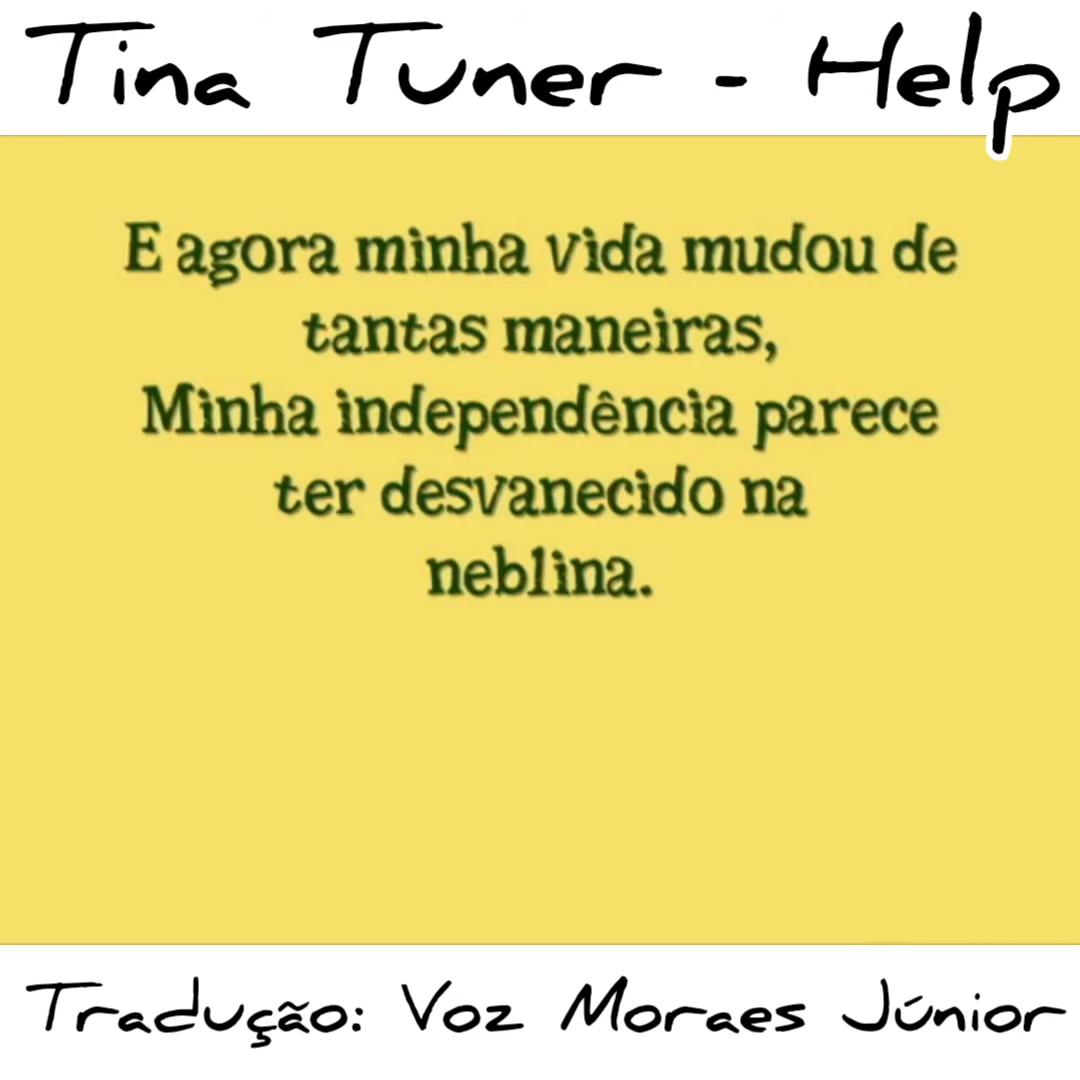 Tina Tuner - Help
E agora minha vida mudou de
tantas maneiras,
Minha independência parece
ter desvanecido na
neblina.
Tradução: Voz Moraes Júnior